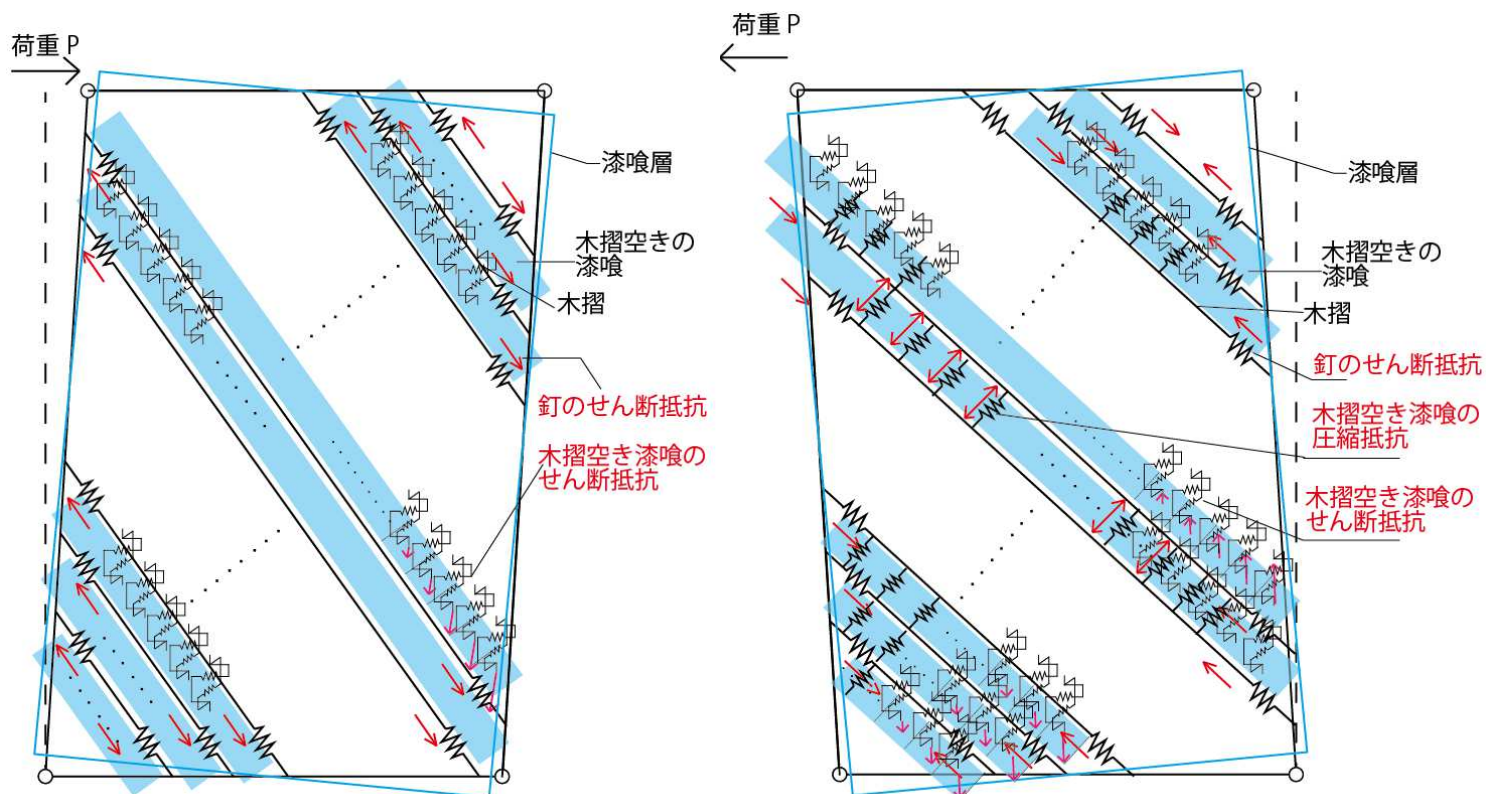 荷重 P
漆喰層
木摺空きの
漆喰
木摺
釘のせん断抵抗
木摺空き漆喰の
せん断抵抗
荷重 P
漆喰層
木摺空きの
漆喰
木摺
釘のせん断抵抗
木摺空き漆喰の
圧縮抵抗
木摺空き漆喰の
せん断抵抗